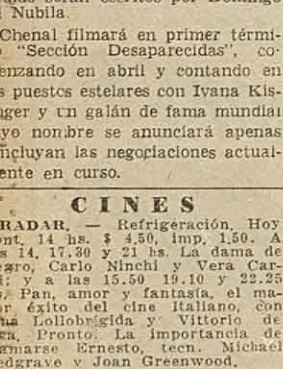 Nubila.
Chenal filmará en primer térmi-
"Sección Desaparecidas", co-
enzando en abril y contando en
s puestos estelares con Ivana Kis-
nger y un galán de fama mundial
yo nombre se anunciará apenas
ncluyan las negociaciones actual-
ente en curso.
CINES
RADAR. — Refrigeración. Hoy
ont. 14 hs. $ 4,50, imp. 1.50. A
s 14, 17.30 y 21 hs. La dama de
egro, Carlo Ninchi y Vera Car-
i; y a las 15.50 19.10 y 22.25
s. Pan, amor y fantasía, el ma-
or éxito del cine Italiano, con
na Lollobrigida y Vittorio de
ca. Pronto: La importancia de
amarse Ernesto, tecn. Michael
edgrave y Joan Greenwood.